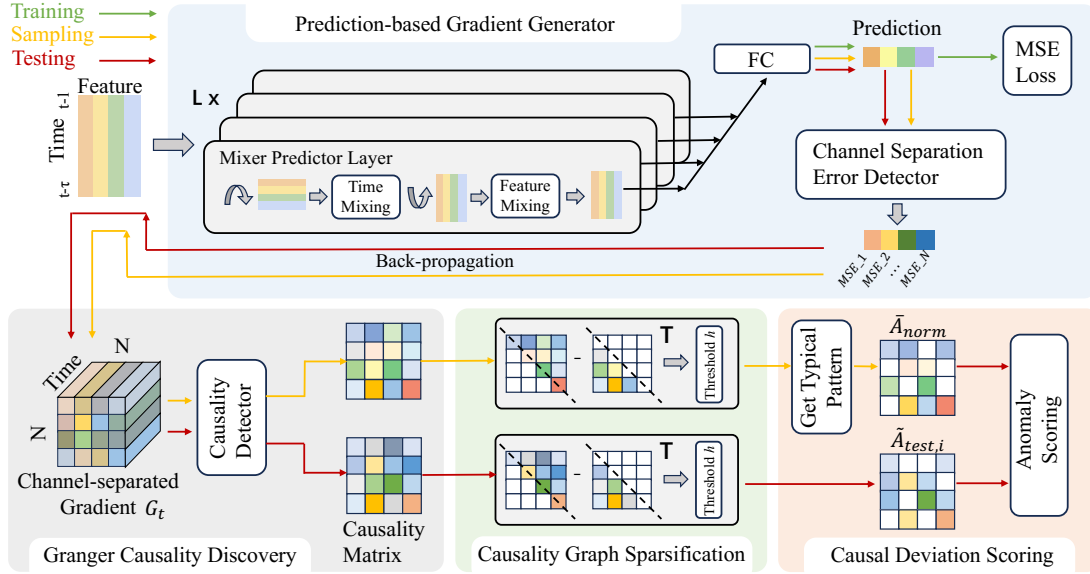 Training
Sampling
Testing
Prediction-based Gradient Generator
Feature
Time
t-1
t-τ
L x
Mixer Predictor Layer
Time
Mixing
Feature
Mixing
FC
Prediction
MSE
Loss
Channel Separation
Error Detector
MSE_1
MSE_2
...
MSE_N
Back-propagation
N
Time
N
Channel-separated
Gradient G_t
Causality
Detector
Causality
Matrix
Granger Causality Discovery
–
T
Threshold h
–
T
Threshold h
Causality Graph Sparsification
Get Typical
Pattern
Ā_norm
Ã_test,i
Anomaly
Scoring
Causal Deviation Scoring